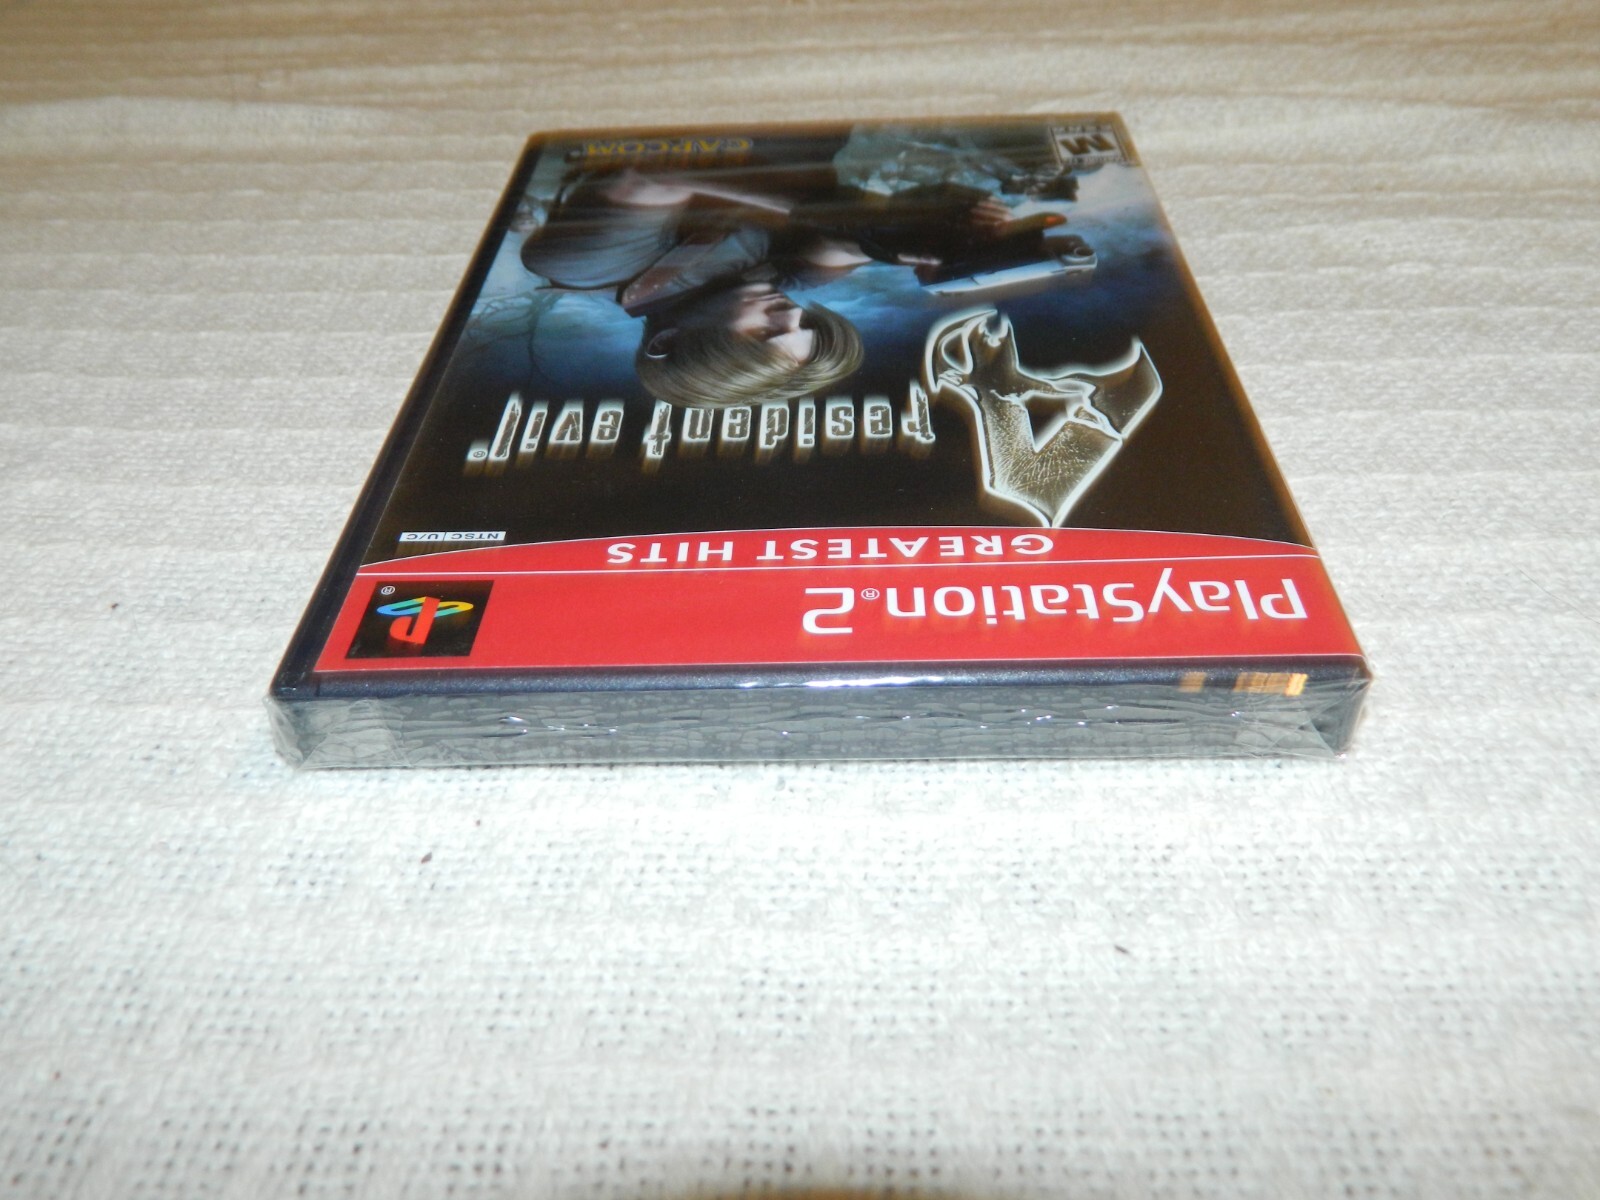 PlayStation®2
GREATEST HITS
NTSC U/C
resident evil®
4
M
CAPCOM®